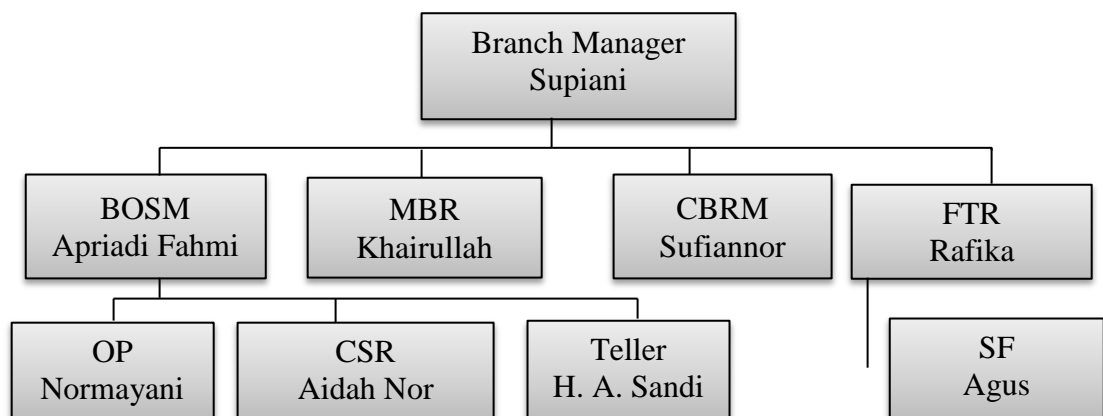 Branch Manager
Supiani
BOSM
Apriadi Fahmi
MBR
Khairullah
CBRM
Sufiannor
FTR
Rafika
OP
Normayani
CSR
Aidah Nor
Teller
H. A. Sandi
SF
Agus